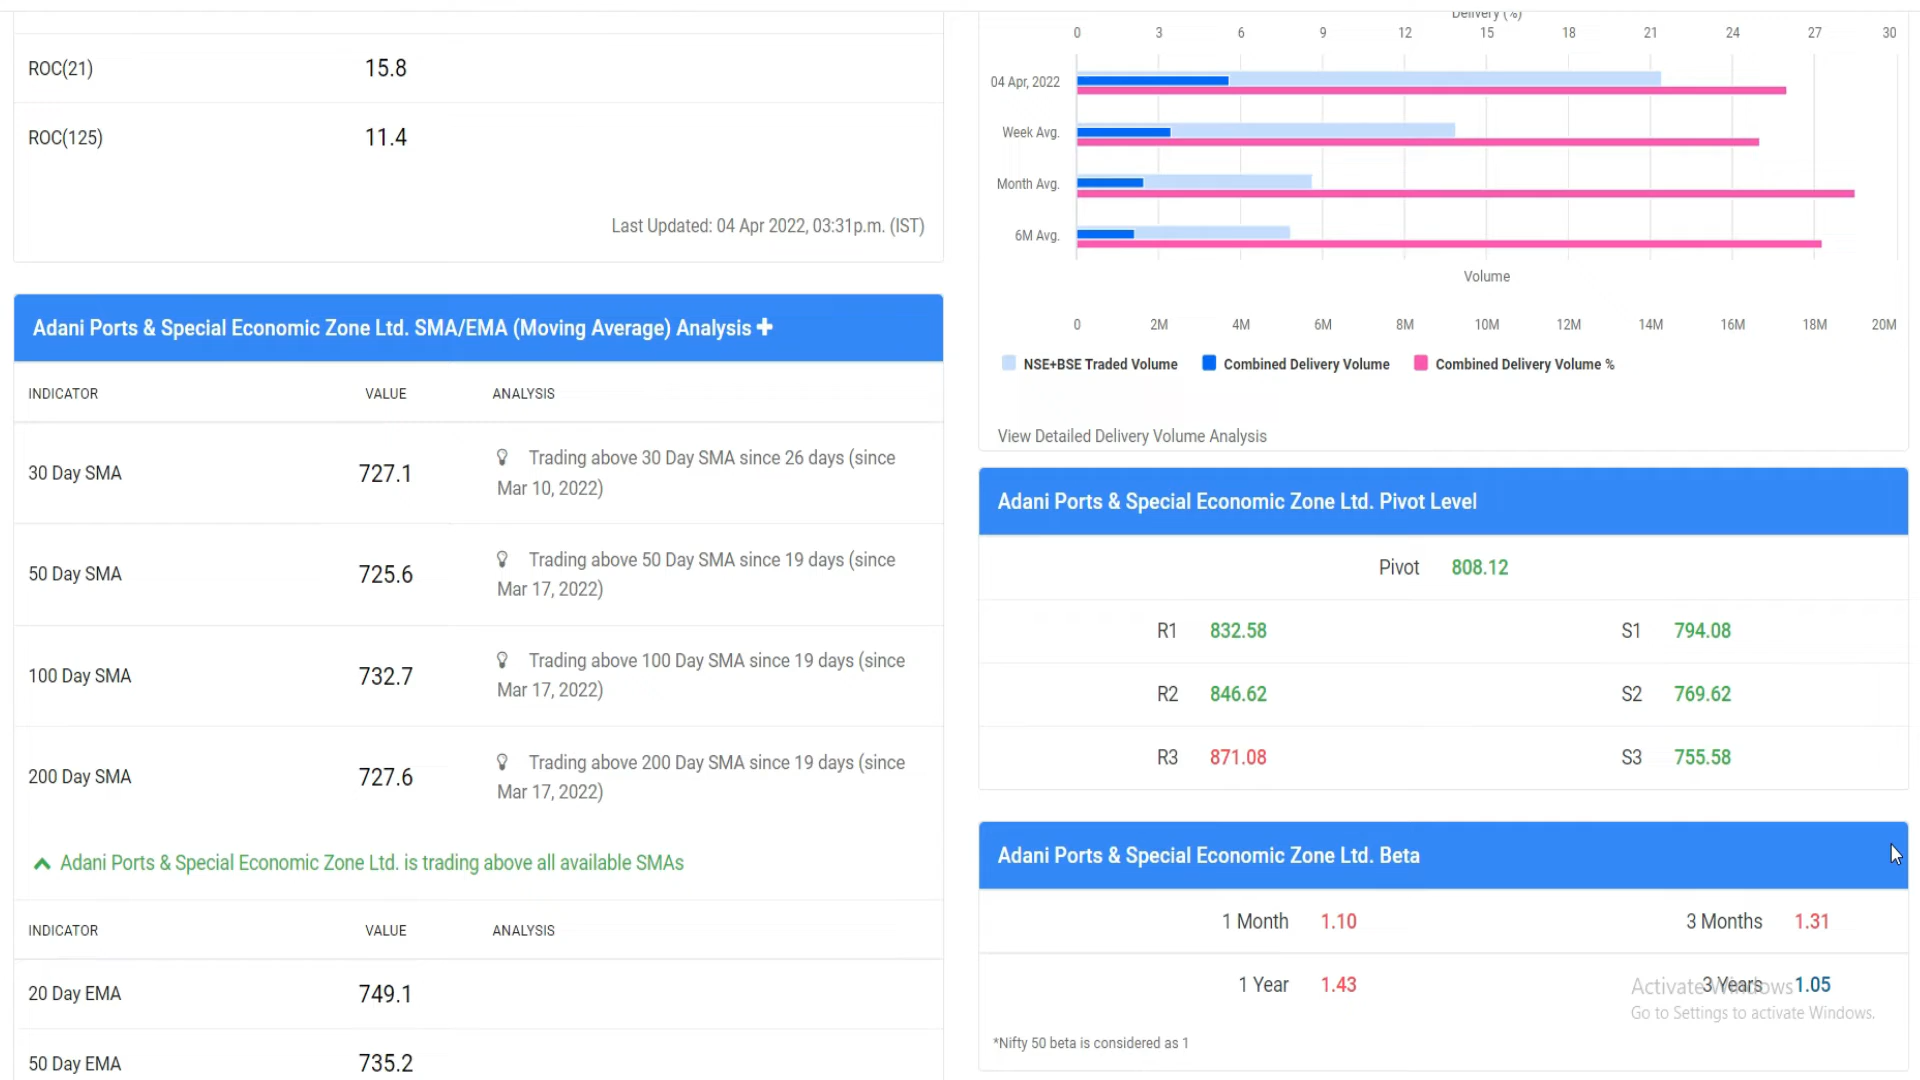 ROC(21) 15.8
ROC(125) 11.4
Last Updated: 04 Apr 2022, 03:31p.m. (IST)
Adani Ports & Special Economic Zone Ltd. SMA/EMA (Moving Average) Analysis +
INDICATOR VALUE ANALYSIS
30 Day SMA 727.1 Trading above 30 Day SMA since 26 days (since
Mar 10, 2022)
50 Day SMA 725.6 Trading above 50 Day SMA since 19 days (since
Mar 17, 2022)
100 Day SMA 732.7 Trading above 100 Day SMA since 19 days (since
Mar 17, 2022)
200 Day SMA 727.6 Trading above 200 Day SMA since 19 days (since
Mar 17, 2022)
Adani Ports & Special Economic Zone Ltd. is trading above all available SMAs
INDICATOR VALUE ANALYSIS
20 Day EMA 749.1
50 Day EMA 735.2
Delivery (%)
0 3 6 9 12 15 18 21 24 27 30
04 Apr, 2022
Week Avg.
Month Avg.
6M Avg.
Volume
0 2M 4M 6M 8M 10M 12M 14M 16M 18M 20M
NSE+BSE Traded Volume Combined Delivery Volume Combined Delivery Volume %
View Detailed Delivery Volume Analysis
Adani Ports & Special Economic Zone Ltd. Pivot Level
Pivot 808.12
R1 832.58 S1 794.08
R2 846.62 S2 769.62
R3 871.08 S3 755.58
Adani Ports & Special Economic Zone Ltd. Beta
1 Month 1.10 3 Months 1.31
1 Year 1.43 3 Years 1.05
Activate Windows
Go to Settings to activate Windows.
*Nifty 50 beta is considered as 1